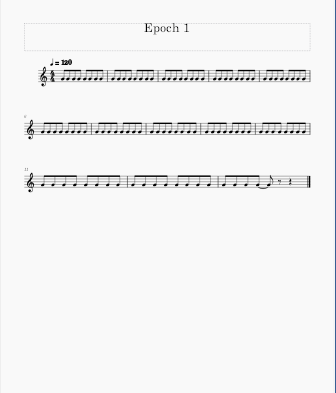 Epoch 1
♩ = 120